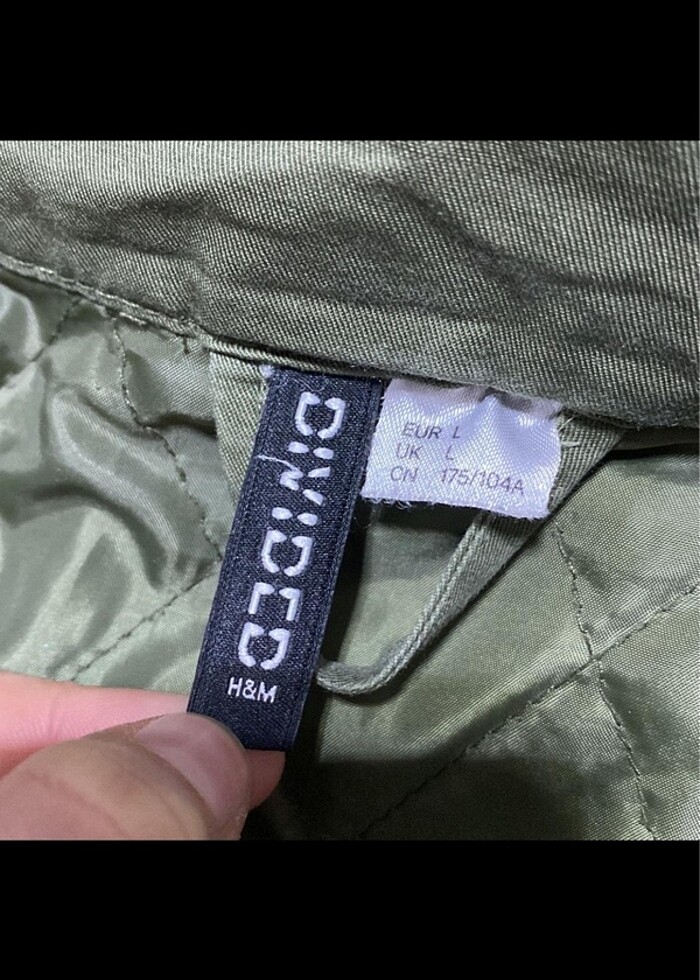 DIVIDED
H&M
EUR L
UK L
CN 175/104A